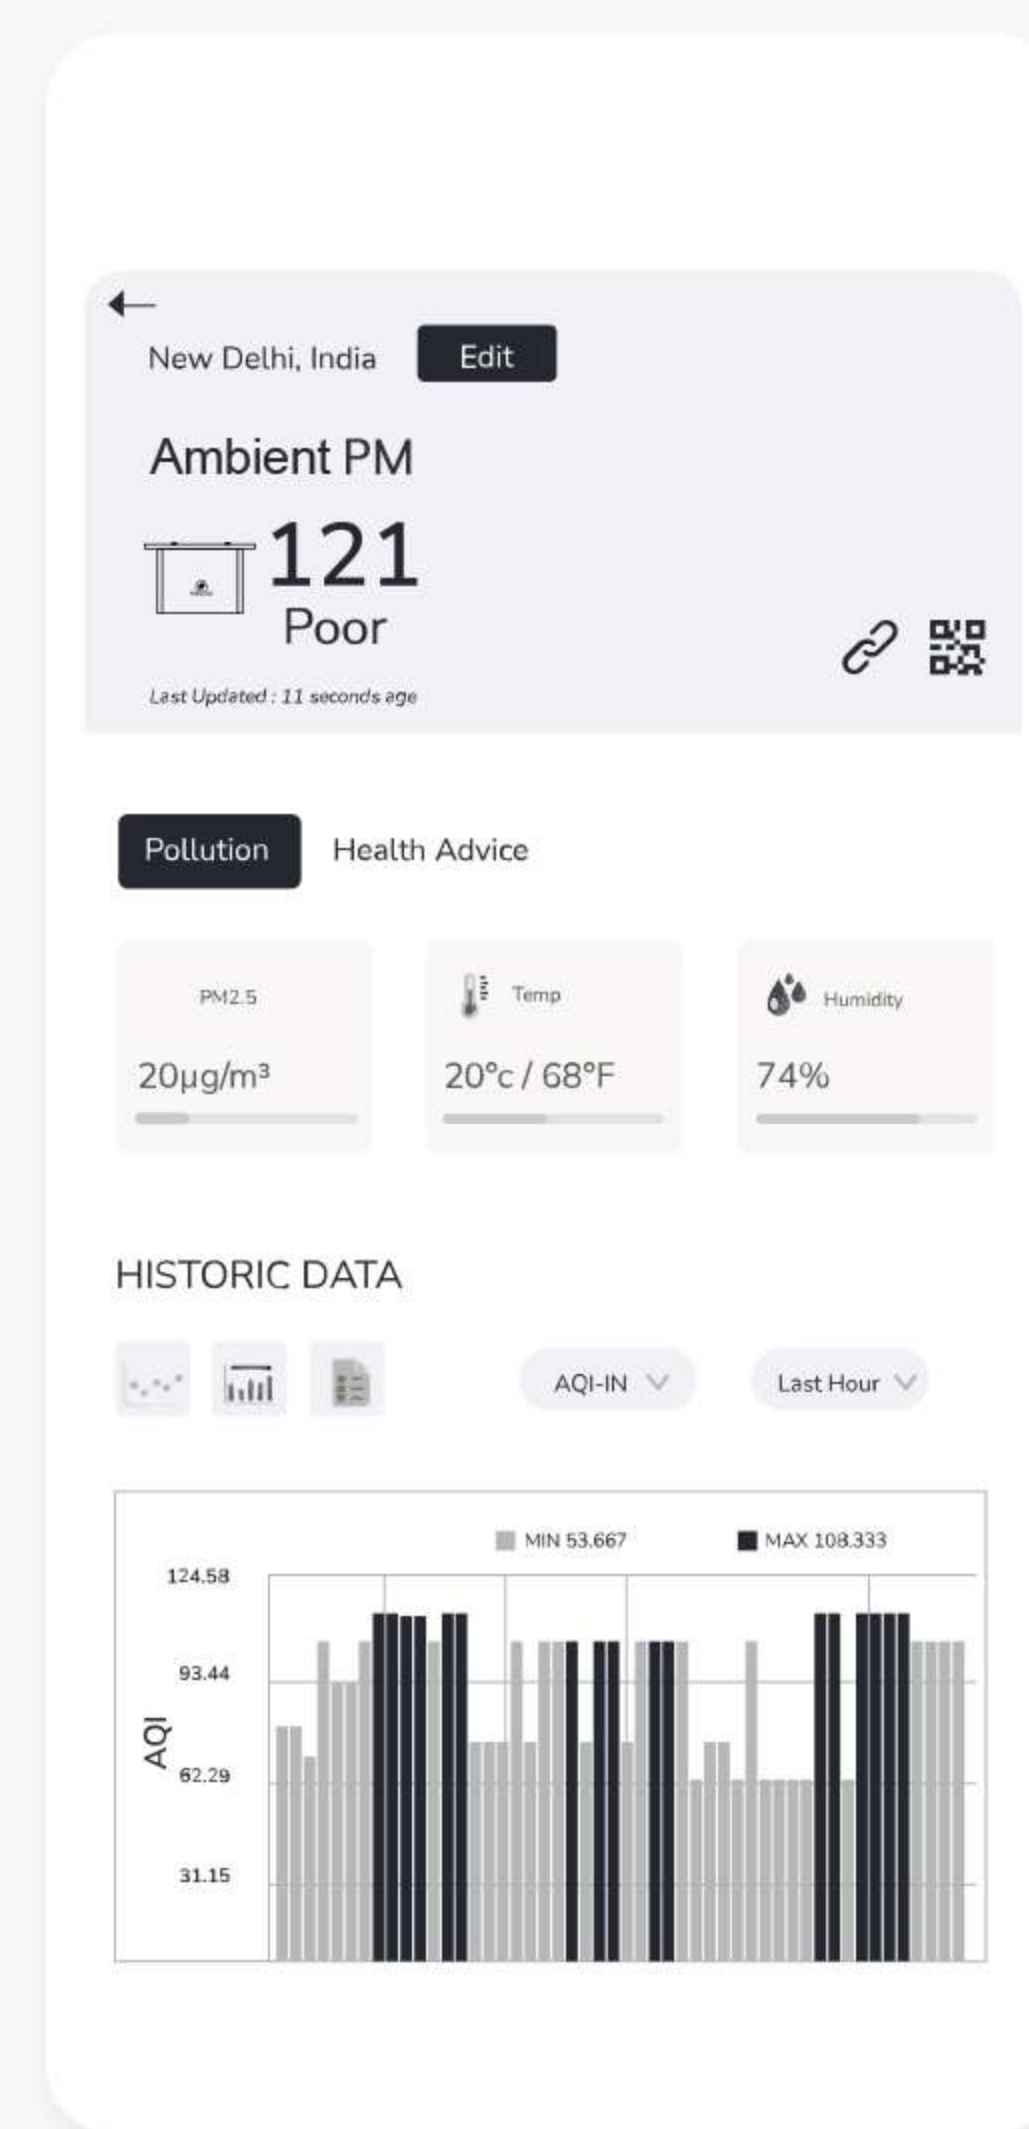 New Delhi, India
Edit
Ambient PM
121
Poor
Last Updated : 11 seconds age
Pollution
Health Advice
PM2.5
20µg/m³
Temp
20°c / 68°F
Humidity
74%
HISTORIC DATA
AQI-IN
Last Hour
MIN 53.667
MAX 108.333
124.58
93.44
62.29
31.15
AQI